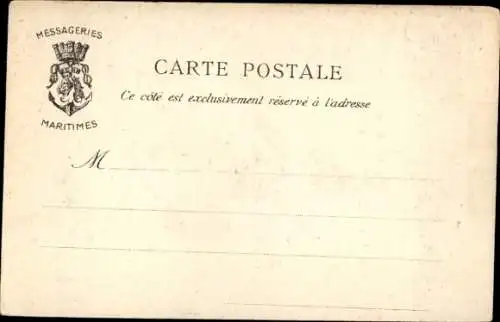 MESSAGERIES
MARITIMES
CARTE POSTALE
Ce côté est exclusivement réservé à l'adresse
M